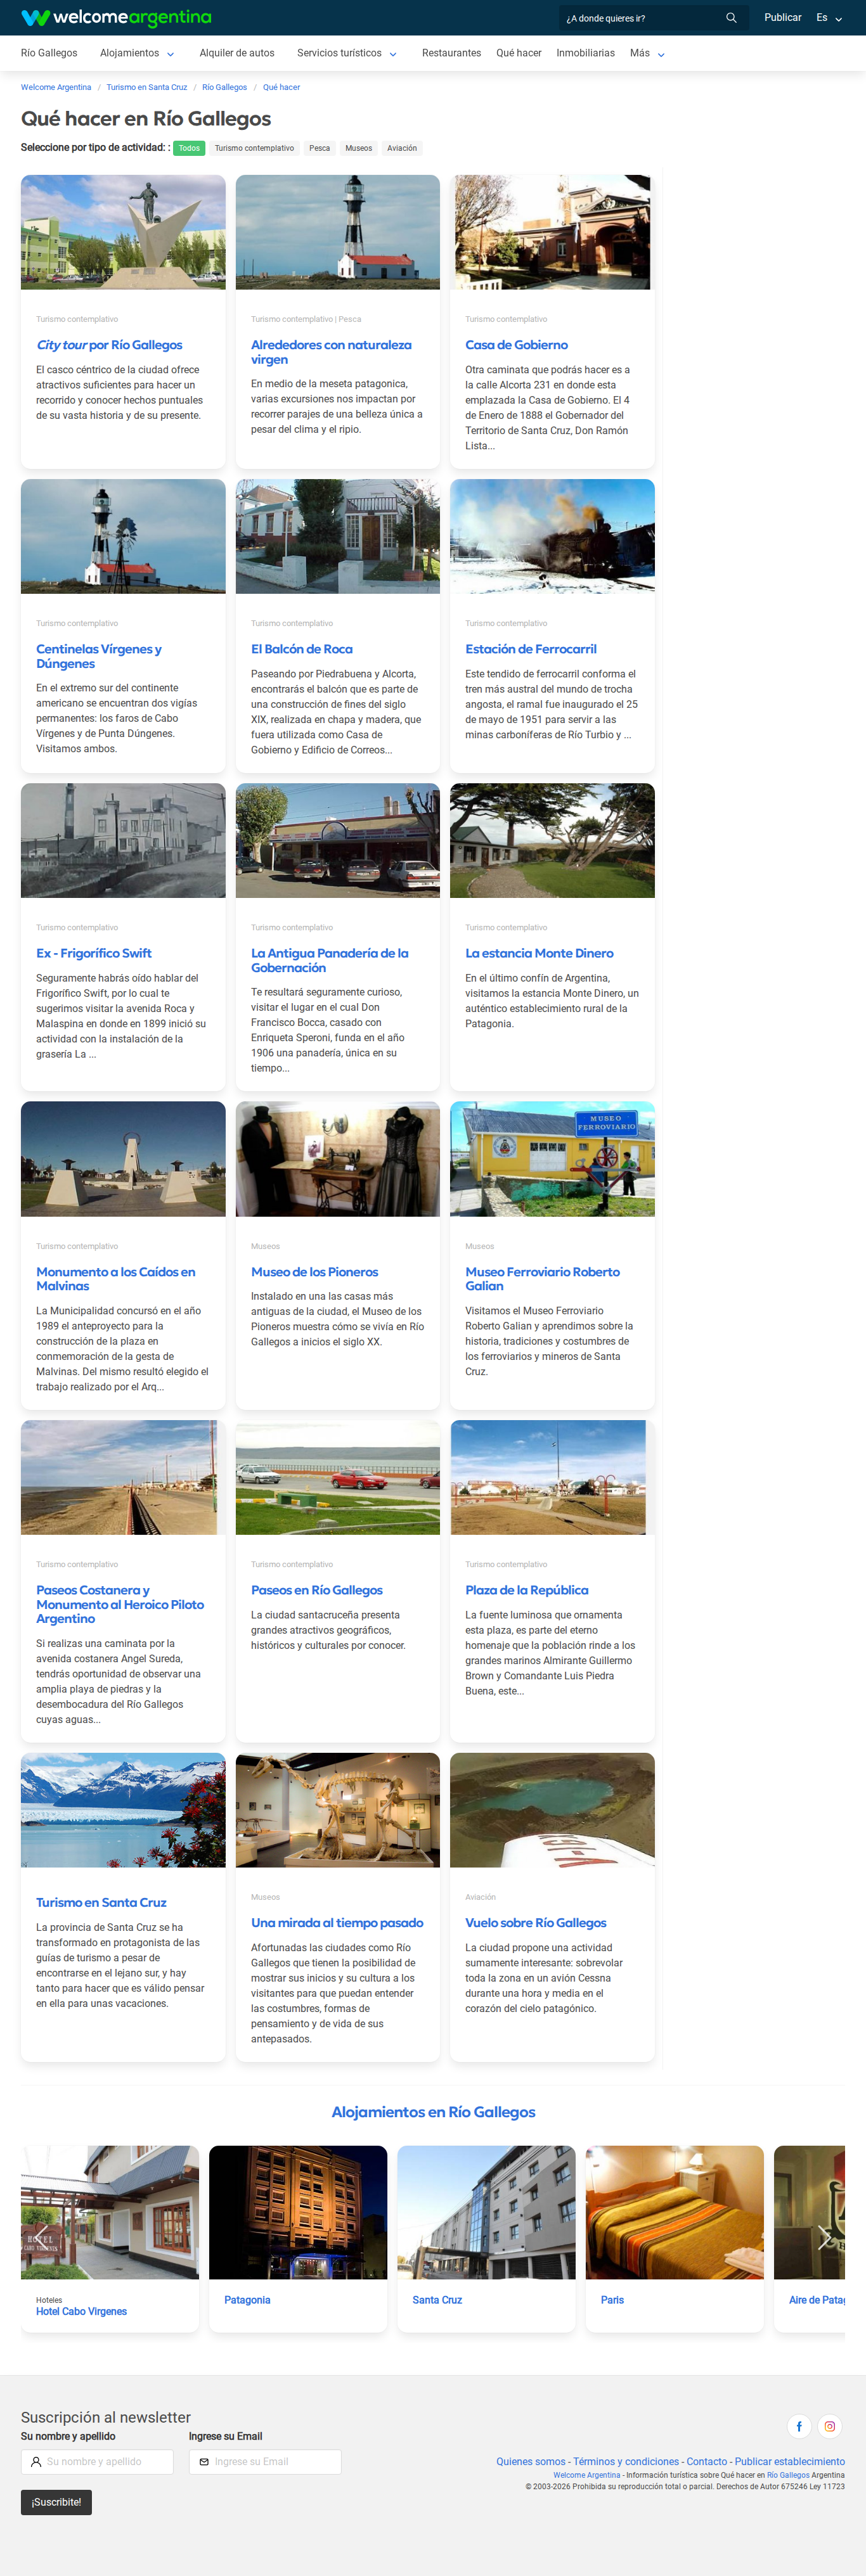 welcomeargentina
¿A donde quieres ir?
Publicar
Es
Río Gallegos
Alojamientos
Alquiler de autos
Servicios turísticos
Restaurantes
Qué hacer
Inmobiliarias
Más
Welcome Argentina / Turismo en Santa Cruz / Río Gallegos / Qué hacer
Qué hacer en Río Gallegos
Seleccione por tipo de actividad: : Todos Turismo contemplativo Pesca Museos Aviación
Turismo contemplativo
City tour por Río Gallegos
El casco céntrico de la ciudad ofrece
atractivos suficientes para hacer un
recorrido y conocer hechos puntuales
de su vasta historia y de su presente.
Turismo contemplativo | Pesca
Alrededores con naturaleza
virgen
En medio de la meseta patagonica,
varias excursiones nos impactan por
recorrer parajes de una belleza única a
pesar del clima y el ripio.
Turismo contemplativo
Casa de Gobierno
Otra caminata que podrás hacer es a
la calle Alcorta 231 en donde esta
emplazada la Casa de Gobierno. El 4
de Enero de 1888 el Gobernador del
Territorio de Santa Cruz, Don Ramón
Lista...
Turismo contemplativo
Centinelas Vírgenes y
Dúngenes
En el extremo sur del continente
americano se encuentran dos vigías
permanentes: los faros de Cabo
Vírgenes y de Punta Dúngenes.
Visitamos ambos.
Turismo contemplativo
El Balcón de Roca
Paseando por Piedrabuena y Alcorta,
encontrarás el balcón que es parte de
una construcción de fines del siglo
XIX, realizada en chapa y madera, que
fuera utilizada como Casa de
Gobierno y Edificio de Correos...
Turismo contemplativo
Estación de Ferrocarril
Este tendido de ferrocarril conforma el
tren más austral del mundo de trocha
angosta, el ramal fue inaugurado el 25
de mayo de 1951 para servir a las
minas carboníferas de Río Turbio y ...
Turismo contemplativo
Ex - Frigorífico Swift
Seguramente habrás oído hablar del
Frigorífico Swift, por lo cual te
sugerimos visitar la avenida Roca y
Malaspina en donde en 1899 inició su
actividad con la instalación de la
grasería La ...
Turismo contemplativo
La Antigua Panadería de la
Gobernación
Te resultará seguramente curioso,
visitar el lugar en el cual Don
Francisco Bocca, casado con
Enriqueta Speroni, funda en el año
1906 una panadería, única en su
tiempo...
Turismo contemplativo
La estancia Monte Dinero
En el último confín de Argentina,
visitamos la estancia Monte Dinero, un
auténtico establecimiento rural de la
Patagonia.
MUSEO
FERROVIARIO
Turismo contemplativo
Monumento a los Caídos en
Malvinas
La Municipalidad concursó en el año
1989 el anteproyecto para la
construcción de la plaza en
conmemoración de la gesta de
Malvinas. Del mismo resultó elegido el
trabajo realizado por el Arq...
Museos
Museo de los Pioneros
Instalado en una las casas más
antiguas de la ciudad, el Museo de los
Pioneros muestra cómo se vivía en Río
Gallegos a inicios el siglo XX.
Museos
Museo Ferroviario Roberto
Galian
Visitamos el Museo Ferroviario
Roberto Galian y aprendimos sobre la
historia, tradiciones y costumbres de
los ferroviarios y mineros de Santa
Cruz.
Turismo contemplativo
Paseos Costanera y
Monumento al Heroico Piloto
Argentino
Si realizas una caminata por la
avenida costanera Angel Sureda,
tendrás oportunidad de observar una
amplia playa de piedras y la
desembocadura del Río Gallegos
cuyas aguas...
Turismo contemplativo
Paseos en Río Gallegos
La ciudad santacruceña presenta
grandes atractivos geográficos,
históricos y culturales por conocer.
Turismo contemplativo
Plaza de la República
La fuente luminosa que ornamenta
esta plaza, es parte del eterno
homenaje que la población rinde a los
grandes marinos Almirante Guillermo
Brown y Comandante Luis Piedra
Buena, este...
Turismo en Santa Cruz
La provincia de Santa Cruz se ha
transformado en protagonista de las
guías de turismo a pesar de
encontrarse en el lejano sur, y hay
tanto para hacer que es válido pensar
en ella para unas vacaciones.
Museos
Una mirada al tiempo pasado
Afortunadas las ciudades como Río
Gallegos que tienen la posibilidad de
mostrar sus inicios y su cultura a los
visitantes para que puedan entender
las costumbres, formas de
pensamiento y de vida de sus
antepasados.
Aviación
Vuelo sobre Río Gallegos
La ciudad propone una actividad
sumamente interesante: sobrevolar
toda la zona en un avión Cessna
durante una hora y media en el
corazón del cielo patagónico.
Alojamientos en Río Gallegos
HOTEL
CABO VIRGENES
Hoteles
Hotel Cabo Virgenes
Patagonia
Santa Cruz
Paris
Aire de Patag
Suscripción al newsletter
Su nombre y apellido
Ingrese su Email
Su nombre y apellido
Ingrese su Email
¡Suscribite!
Quienes somos - Términos y condiciones - Contacto - Publicar establecimiento
Welcome Argentina - Información turística sobre Qué hacer en Río Gallegos Argentina
© 2003-2026 Prohibida su reproducción total o parcial. Derechos de Autor 675246 Ley 11723